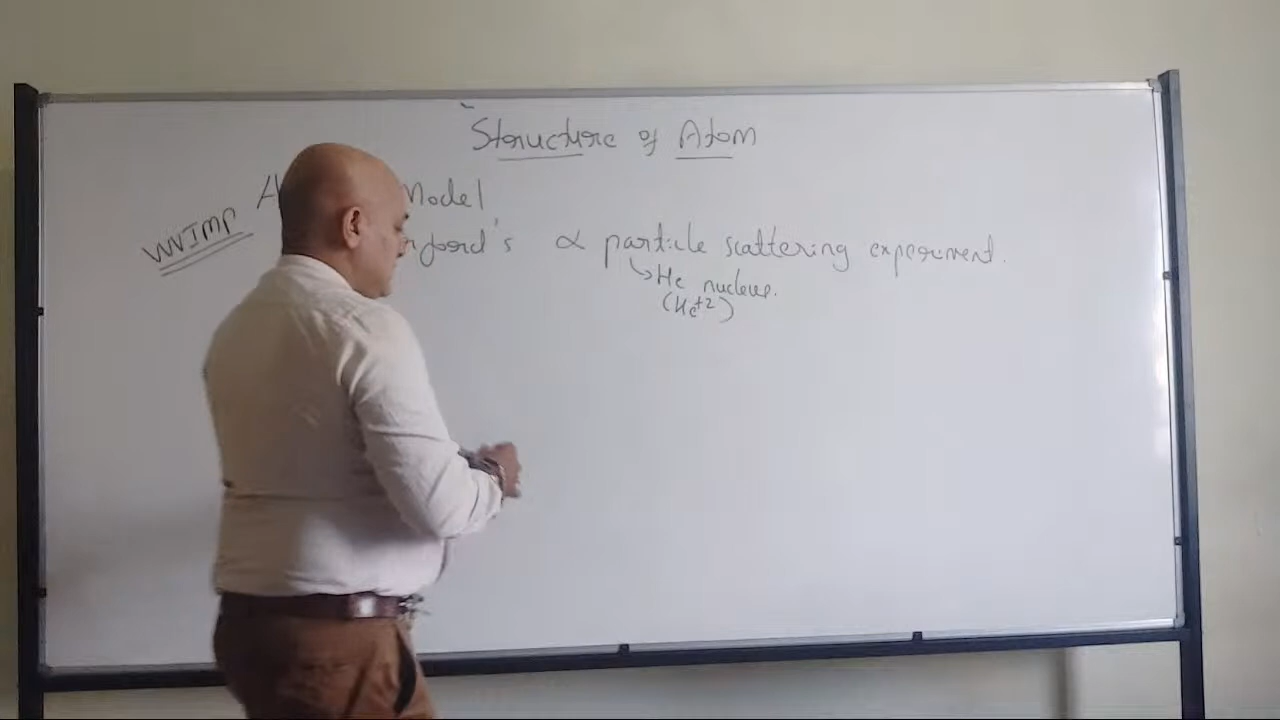 Structure of Atom
Model
WVIMP
α particle scattering experiment.
↳ He nucleus.
(He+2)